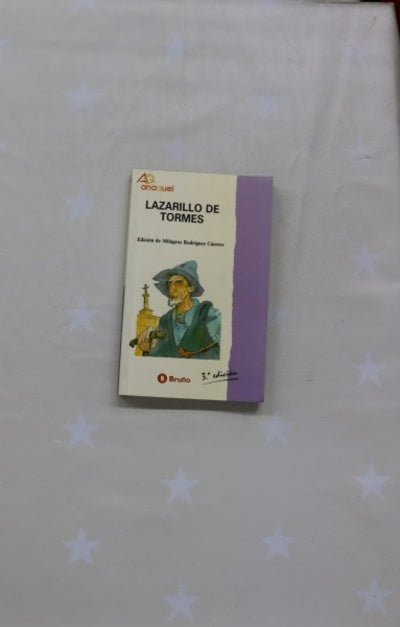 anaquel
LAZARILLO DE
TORMES
Edición de Milagros Rodríguez Cáceres
Bruño
3.ª edición